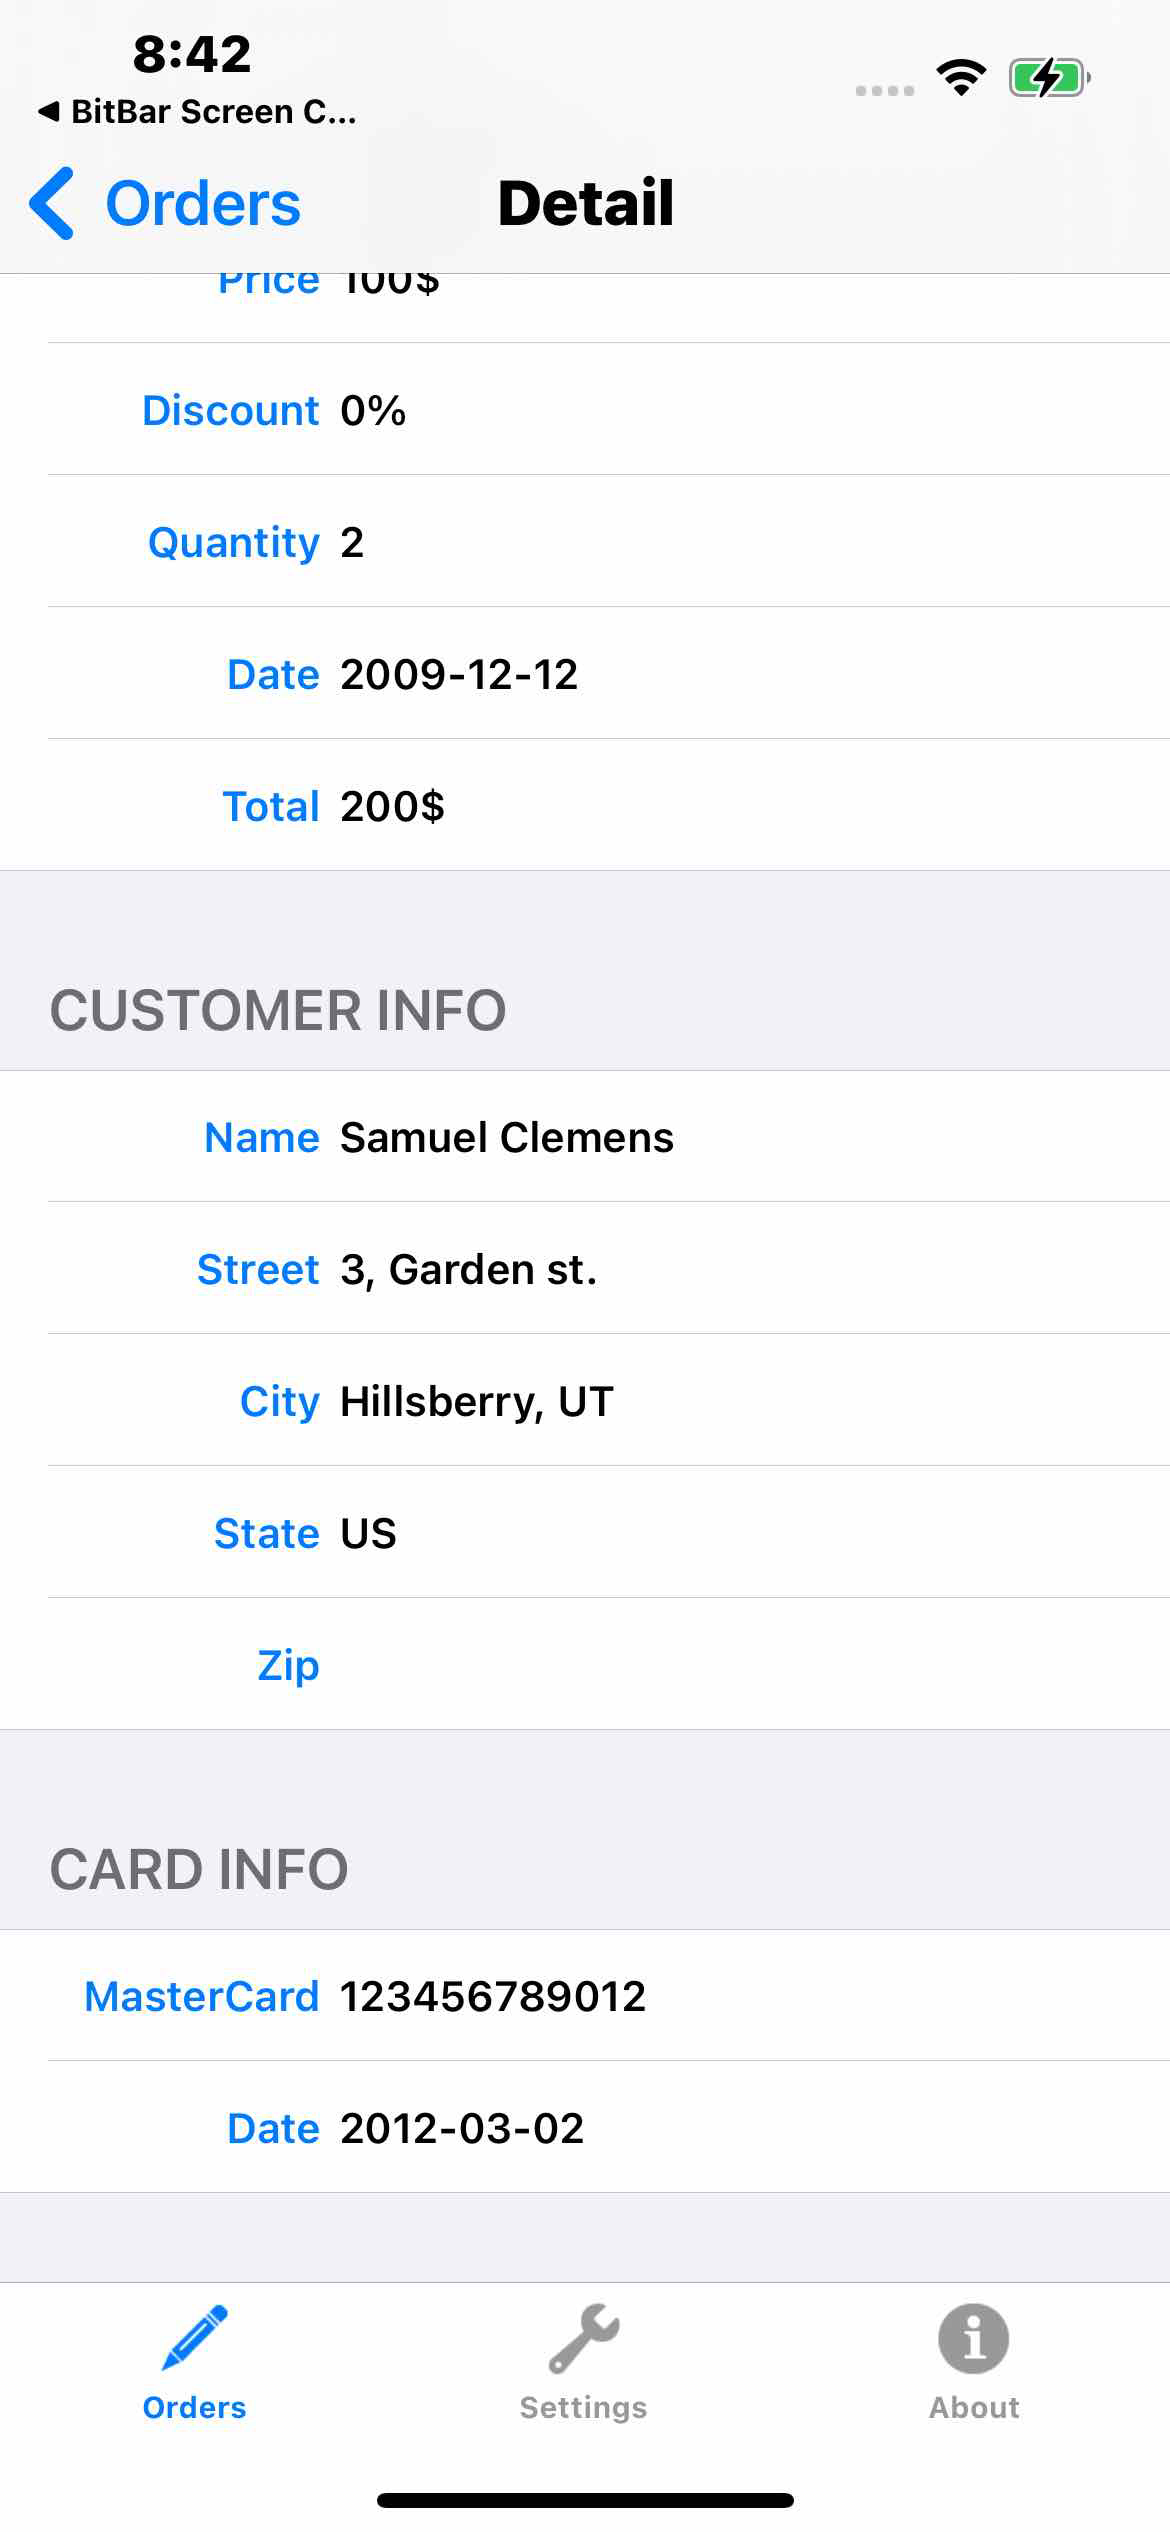 8:42
◀ BitBar Screen C...
Orders
Detail
Price 100$
Discount 0%
Quantity 2
Date 2009-12-12
Total 200$
CUSTOMER INFO
Name Samuel Clemens
Street 3, Garden st.
City Hillsberry, UT
State US
Zip
CARD INFO
MasterCard 123456789012
Date 2012-03-02
Orders
Settings
About